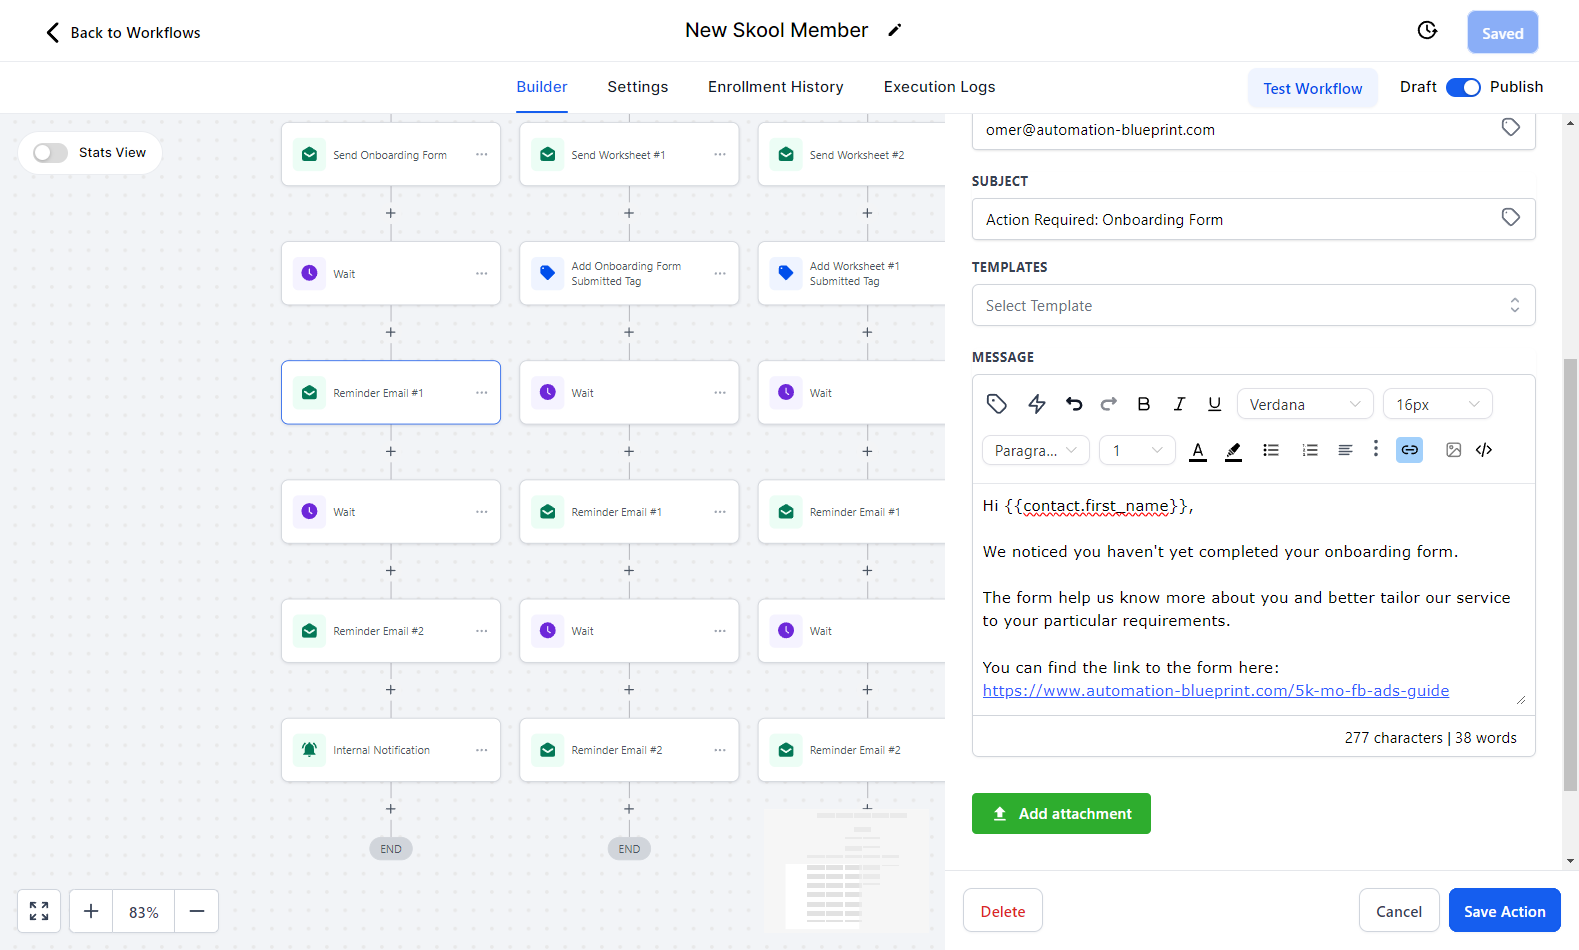 Back to Workflows
New Skool Member
Saved
Builder
Settings
Enrollment History
Execution Logs
Test Workflow
Draft
Publish
Stats View
Send Onboarding Form
Send Worksheet #1
Send Worksheet #2
Wait
Add Onboarding Form
Submitted Tag
Add Worksheet #1
Submitted Tag
Reminder Email #1
Wait
Wait
Wait
Reminder Email #1
Reminder Email #1
Reminder Email #2
Wait
Wait
Internal Notification
Reminder Email #2
Reminder Email #2
END
END
83%
omer@automation-blueprint.com
SUBJECT
Action Required: Onboarding Form
TEMPLATES
Select Template
MESSAGE
B
I
U
Verdana
16px
Paragra...
1
A
Hi {{contact.first_name}},
We noticed you haven't yet completed your onboarding form.
The form help us know more about you and better tailor our service
to your particular requirements.
You can find the link to the form here:
https://www.automation-blueprint.com/5k-mo-fb-ads-guide
277 characters | 38 words
Add attachment
Delete
Cancel
Save Action